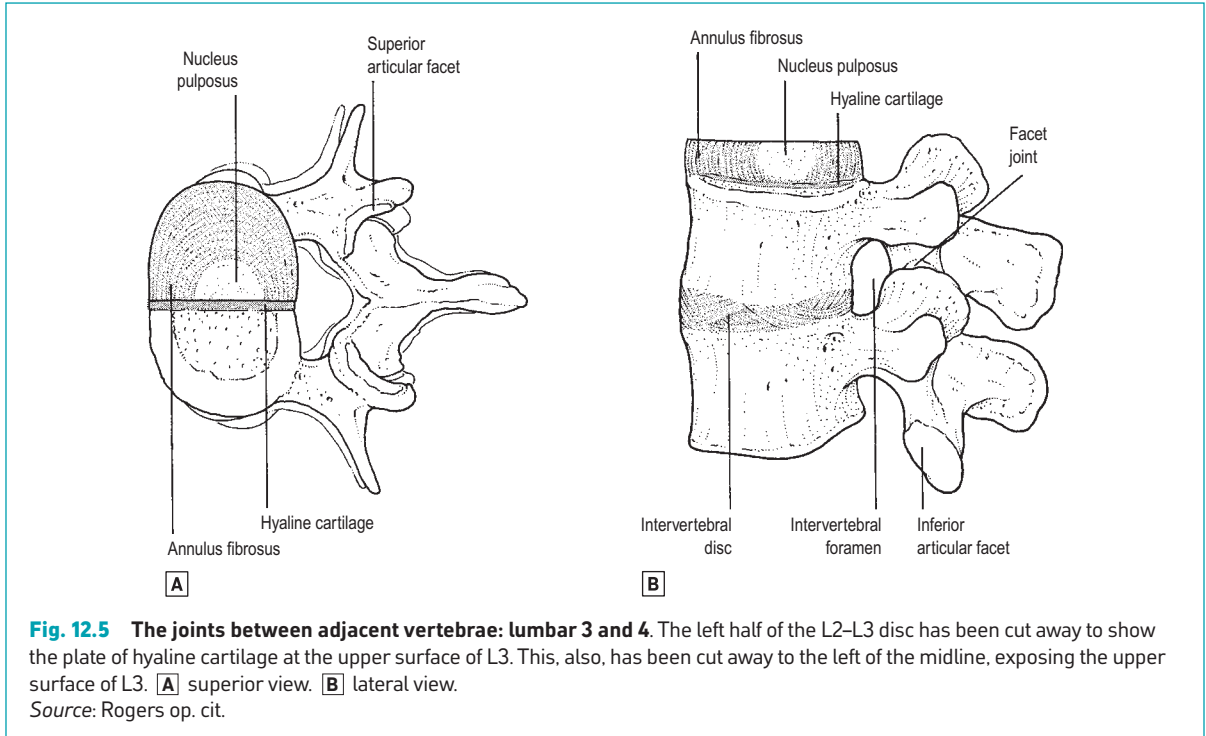 Nucleus
pulposus
Superior
articular facet
Hyaline cartilage
Annulus fibrosus
A
Annulus fibrosus
Nucleus pulposus
Hyaline cartilage
Facet
joint
Intervertebral
disc
Intervertebral
foramen
Inferior
articular facet
B
Fig. 12.5 The joints between adjacent vertebrae: lumbar 3 and 4. The left half of the L2–L3 disc has been cut away to show
the plate of hyaline cartilage at the upper surface of L3. This, also, has been cut away to the left of the midline, exposing the upper
surface of L3. A superior view. B lateral view.
Source: Rogers op. cit.